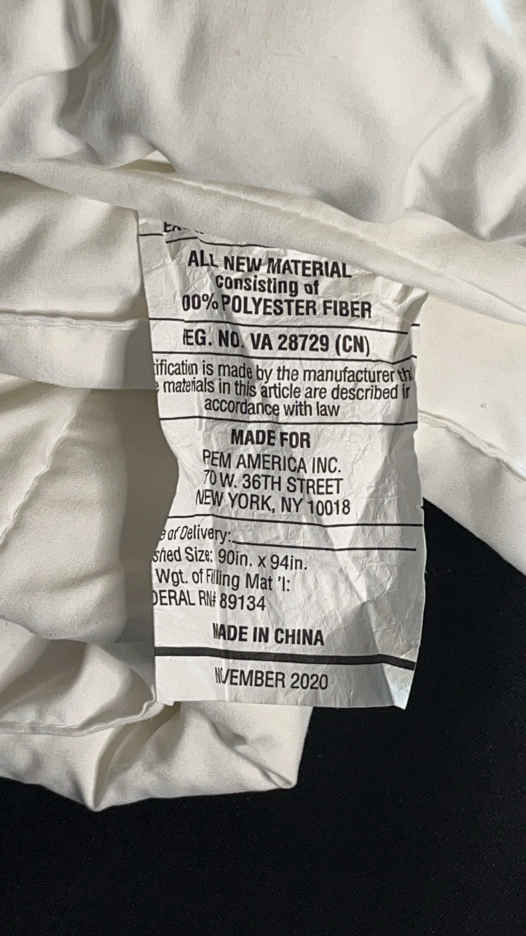 ALL NEW MATERIAL
consisting of
00% POLYESTER FIBER
EG. NO. VA 28729 (CN)
ification is made by the manufacturer th
e materials in this article are described in
accordance with law
MADE FOR
PEM AMERICA INC.
70 W. 36TH STREET
NEW YORK, NY 10018
e of Delivery:
shed Size: 90in. x 94in.
Wgt. of Filling Mat'l:
DERAL RN# 89134
MADE IN CHINA
NOVEMBER 2020